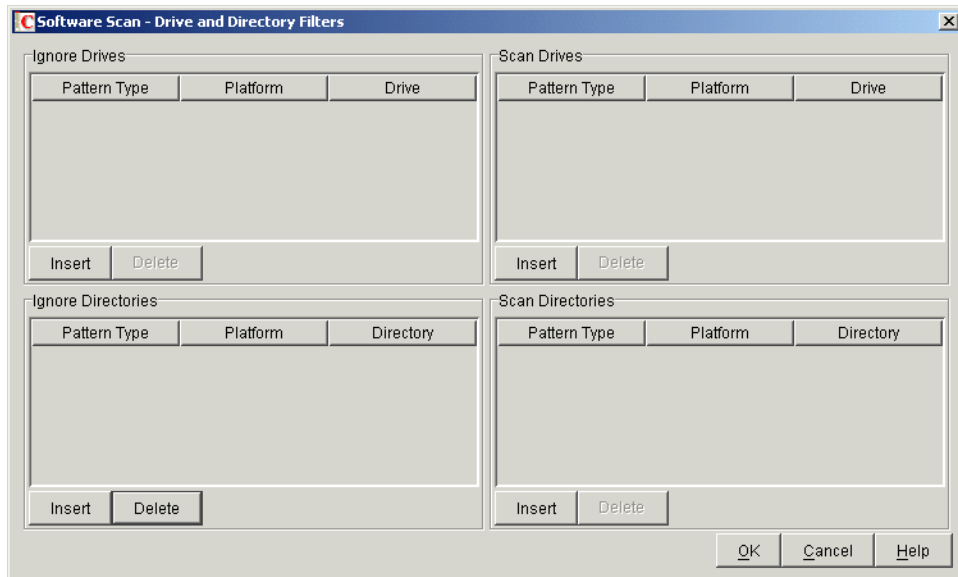 Software Scan - Drive and Directory Filters
Ignore Drives
Pattern Type Platform Drive
Insert Delete
Scan Drives
Pattern Type Platform Drive
Insert Delete
Ignore Directories
Pattern Type Platform Directory
Insert Delete
Scan Directories
Pattern Type Platform Directory
Insert Delete
OK Cancel Help